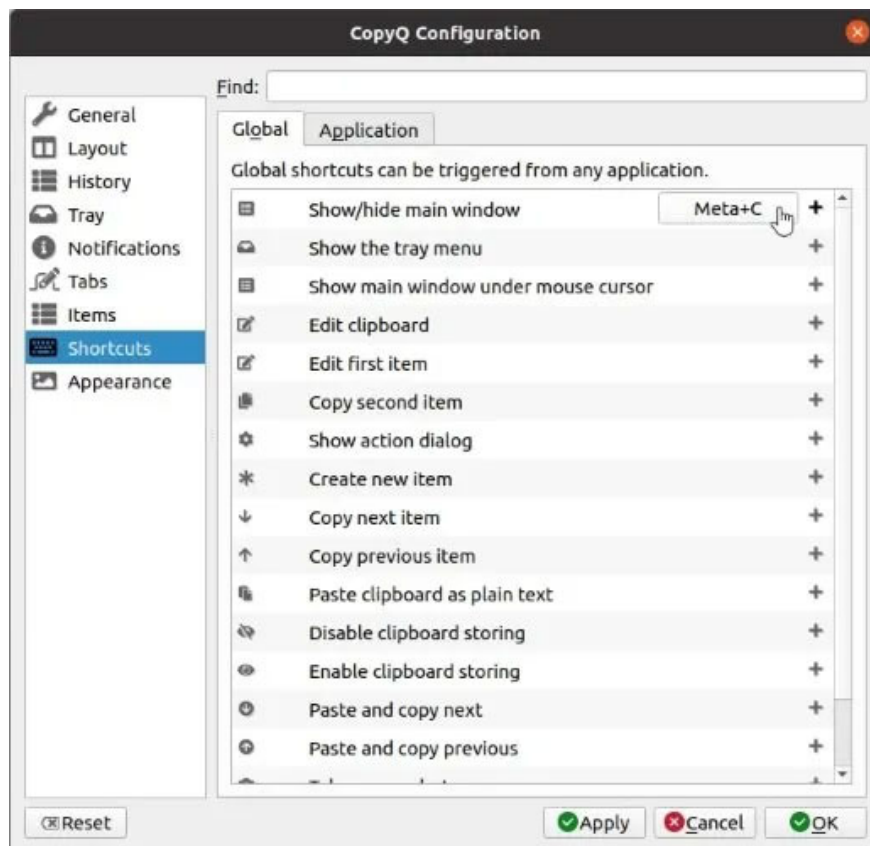 CopyQ Configuration
Find:
General
Layout
History
Tray
Notifications
Tabs
Items
Shortcuts
Appearance
Global
Application
Global shortcuts can be triggered from any application.
Show/hide main window Meta+C
Show the tray menu
Show main window under mouse cursor
Edit clipboard
Edit first item
Copy second item
Show action dialog
Create new item
Copy next item
Copy previous item
Paste clipboard as plain text
Disable clipboard storing
Enable clipboard storing
Paste and copy next
Paste and copy previous
Reset
Apply
Cancel
OK